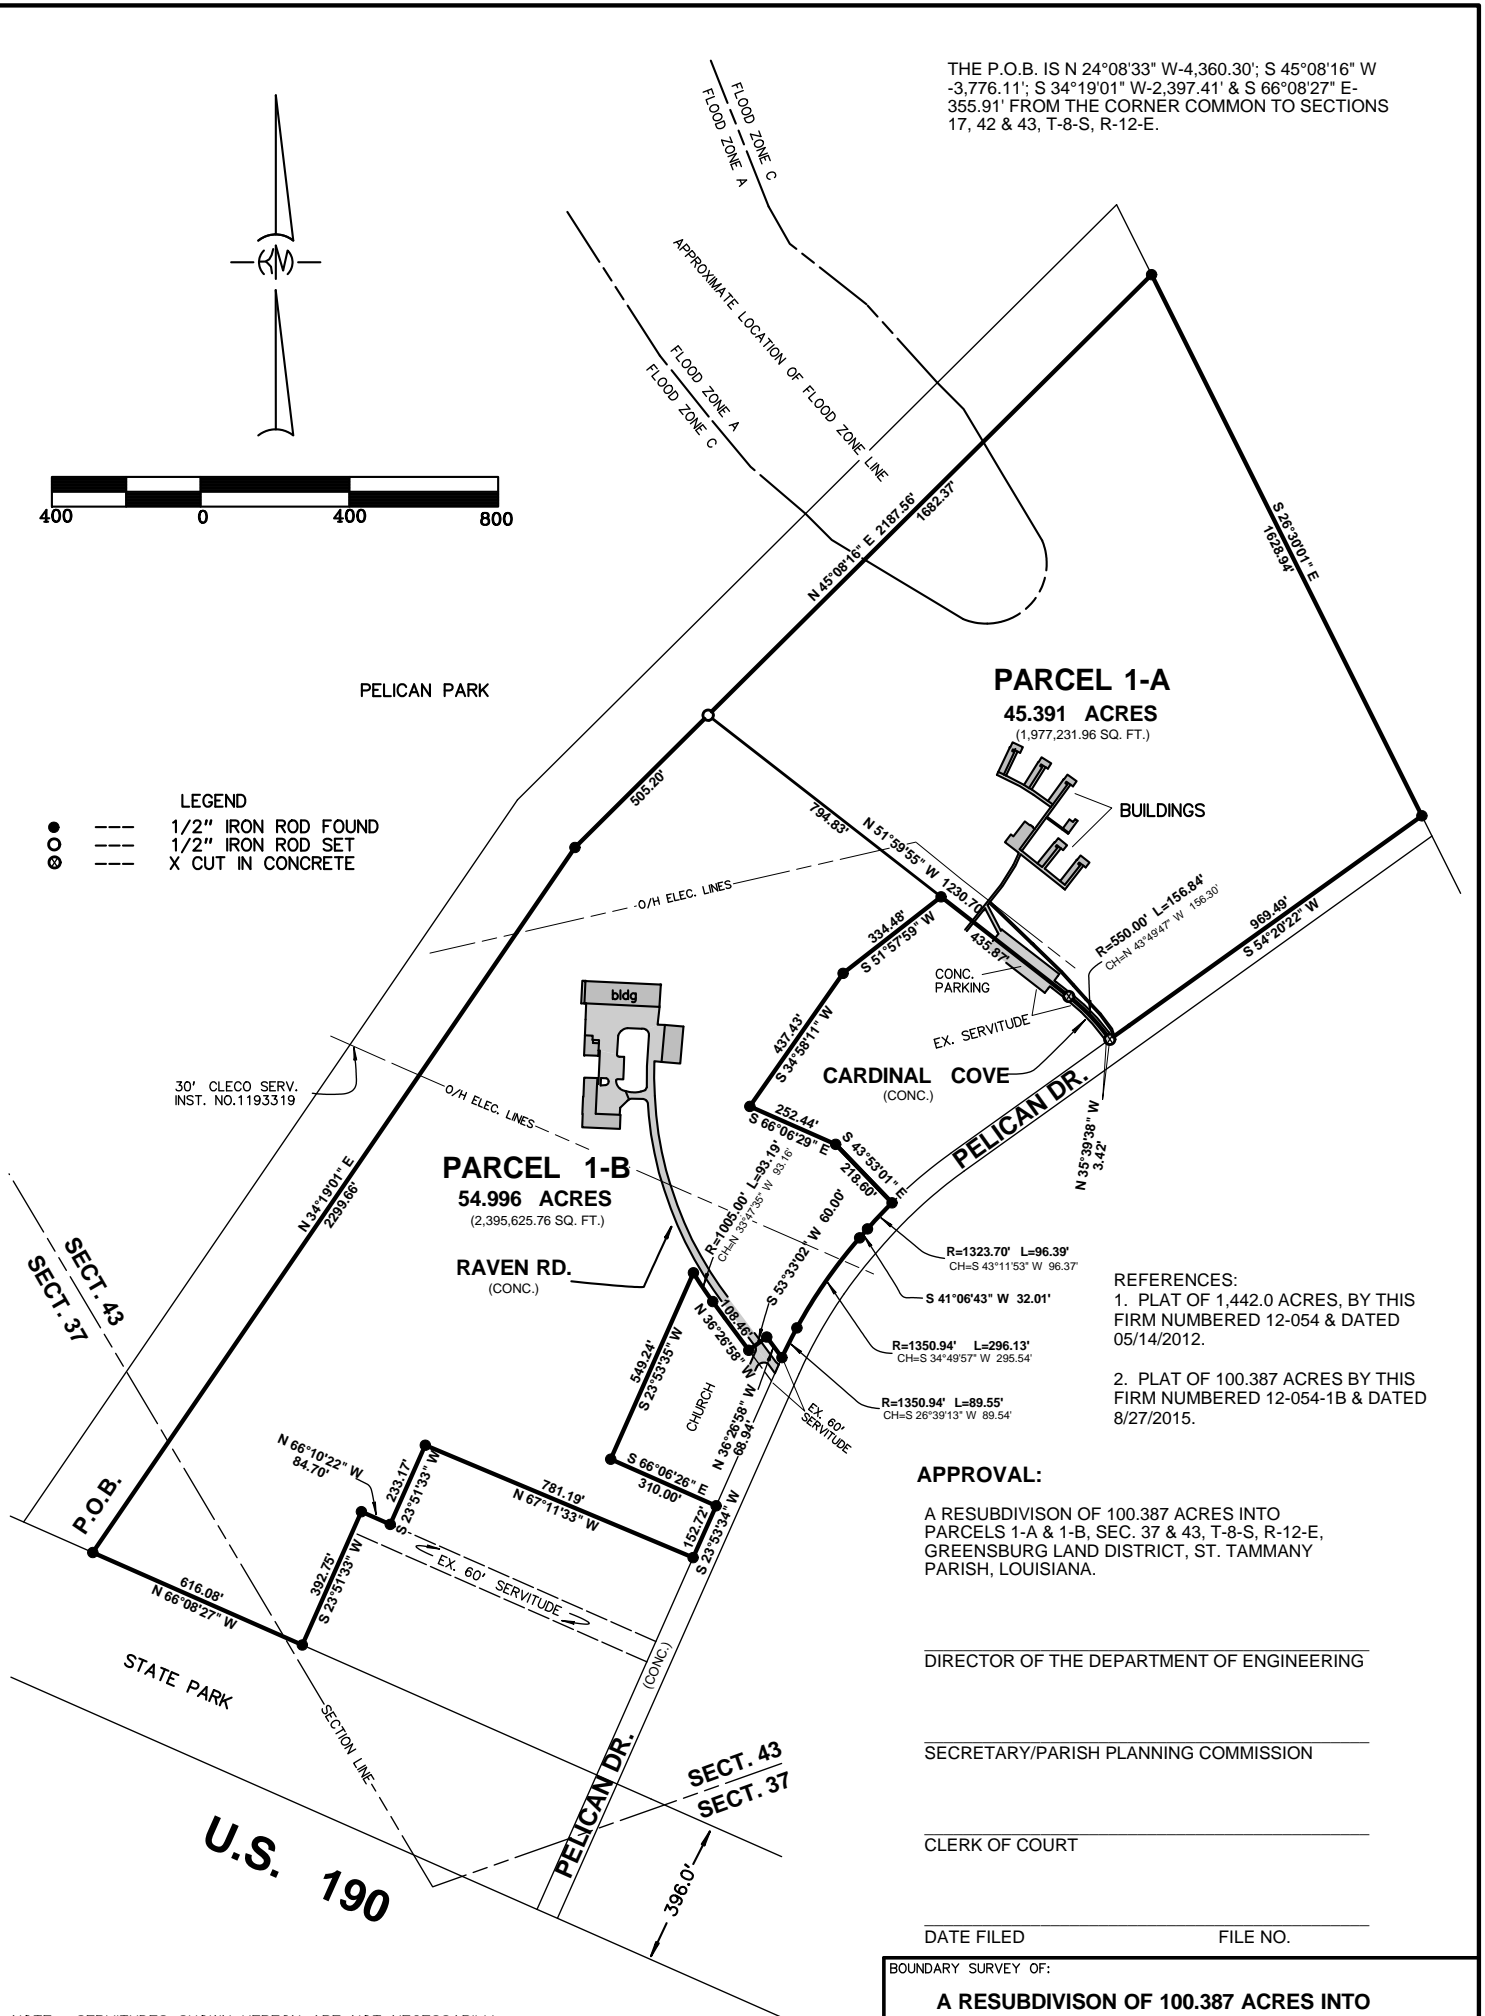 THE P.O.B. IS N 24°08'33" W-4,360.30'; S 45°08'16" W
-3,776.11'; S 34°19'01" W-2,397.41' & S 66°08'27" E-
355.91' FROM THE CORNER COMMON TO SECTIONS
17, 42 & 43, T-8-S, R-12-E.
FLOOD ZONE C
FLOOD ZONE A
APPROXIMATE LOCATION OF FLOOD ZONE LINE
FLOOD ZONE A
FLOOD ZONE C
400 0 400 800
N 45°08'16" E 2187.56'
1682.37'
S 26°30'01" E
1628.94'
PELICAN PARK
PARCEL 1-A
45.391 ACRES
(1,977,231.96 SQ. FT.)
BUILDINGS
LEGEND
--- 1/2" IRON ROD FOUND
--- 1/2" IRON ROD SET
--- X CUT IN CONCRETE
505.20'
794.83'
N 51°59'55" W 1230.70'
435.87'
O/H ELEC. LINES
334.48'
S 51°57'59" W
R=550.00' L=156.84'
CH=N 43°49'47" W 156.30'
969.49'
S 54°20'22" W
CONC.
PARKING
EX. SERVITUDE
bldg
437.43'
S 34°58'11" W
CARDINAL COVE
(CONC.)
PELICAN DR.
N 35°39'38" W
3.42'
30' CLECO SERV.
INST. NO.1193319
O/H ELEC. LINES
252.44'
S 66°06'29" E
S 43°53'01" E
218.60'
PARCEL 1-B
54.996 ACRES
(2,395,625.76 SQ. FT.)
N 34°19'01" E
2299.66'
R=1005.00' L=93.19'
CH=N 33°47'35" W 93.16'
S 53°33'02" W 60.00'
RAVEN RD.
(CONC.)
R=1323.70' L=96.39'
CH=S 43°11'53" W 96.37'
S 41°06'43" W 32.01'
R=1350.94' L=296.13'
CH=S 34°49'57" W 295.54'
R=1350.94' L=89.55'
CH=S 26°39'13" W 89.54'
REFERENCES:
1. PLAT OF 1,442.0 ACRES, BY THIS
FIRM NUMBERED 12-054 & DATED
05/14/2012.
2. PLAT OF 100.387 ACRES BY THIS
FIRM NUMBERED 12-054-1B & DATED
8/27/2015.
SECT. 43
SECT. 37
108.46'
N 36°26'58" W
549.24'
S 23°53'35" W
CHURCH
N 36°26'58" W
68.94'
EX. 60'
SERVITUDE
N 66°10'22" W
84.70'
233.17'
S 23°51'33" W
781.19'
N 67°11'33" W
S 66°06'26" E
310.00'
152.72'
S 23°53'34" W
P.O.B.
392.75'
S 23°51'33" W
EX. 60' SERVITUDE
616.08'
N 66°08'27" W
STATE PARK
SECTION LINE
(CONC.)
PELICAN DR.
SECT. 43
SECT. 37
U.S. 190
396.0'
APPROVAL:
A RESUBDIVISON OF 100.387 ACRES INTO
PARCELS 1-A & 1-B, SEC. 37 & 43, T-8-S, R-12-E,
GREENSBURG LAND DISTRICT, ST. TAMMANY
PARISH, LOUISIANA.
DIRECTOR OF THE DEPARTMENT OF ENGINEERING
SECRETARY/PARISH PLANNING COMMISSION
CLERK OF COURT
DATE FILED FILE NO.
BOUNDARY SURVEY OF:
A RESUBDIVISON OF 100.387 ACRES INTO